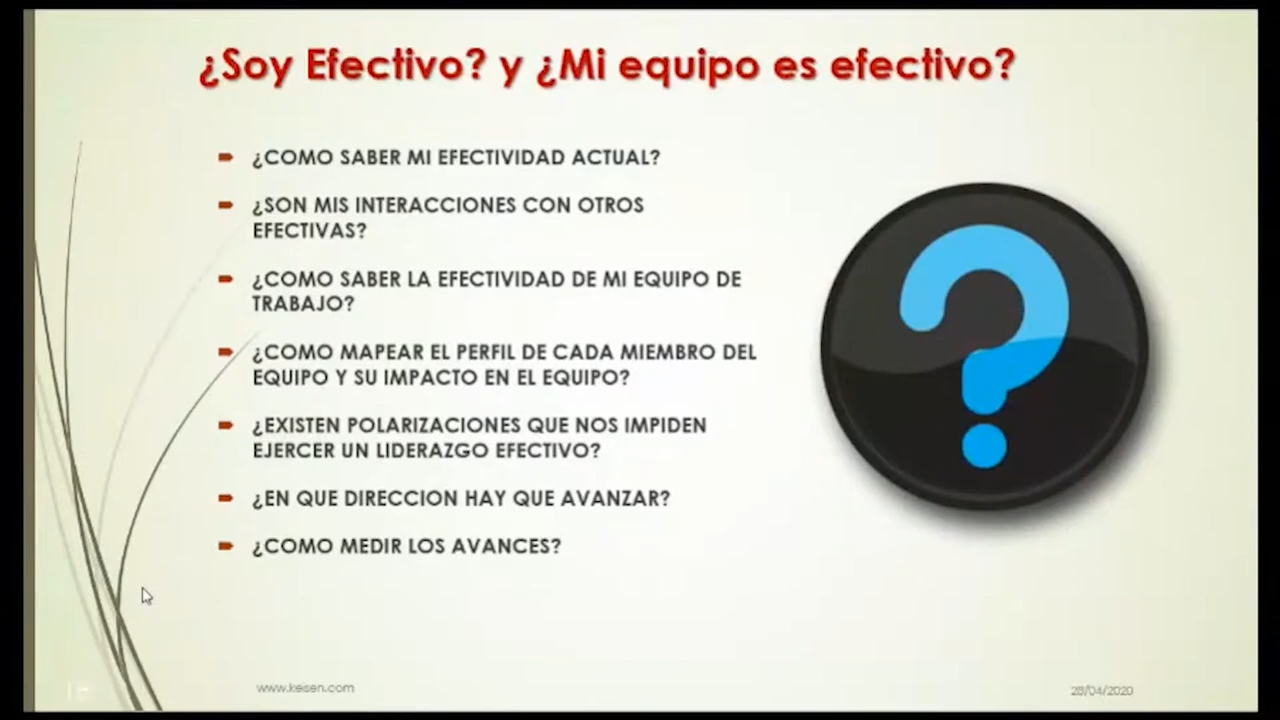 ¿Soy Efectivo? y ¿Mi equipo es efectivo?
¿COMO SABER MI EFECTIVIDAD ACTUAL?
¿SON MIS INTERACCIONES CON OTROS
EFECTIVAS?
¿COMO SABER LA EFECTIVIDAD DE MI EQUIPO DE
TRABAJO?
¿COMO MAPEAR EL PERFIL DE CADA MIEMBRO DEL
EQUIPO Y SU IMPACTO EN EL EQUIPO?
¿EXISTEN POLARIZACIONES QUE NOS IMPIDEN
EJERCER UN LIDERAZGO EFECTIVO?
¿EN QUE DIRECCION HAY QUE AVANZAR?
¿COMO MEDIR LOS AVANCES?
?
www.keisen.com
28/04/2020